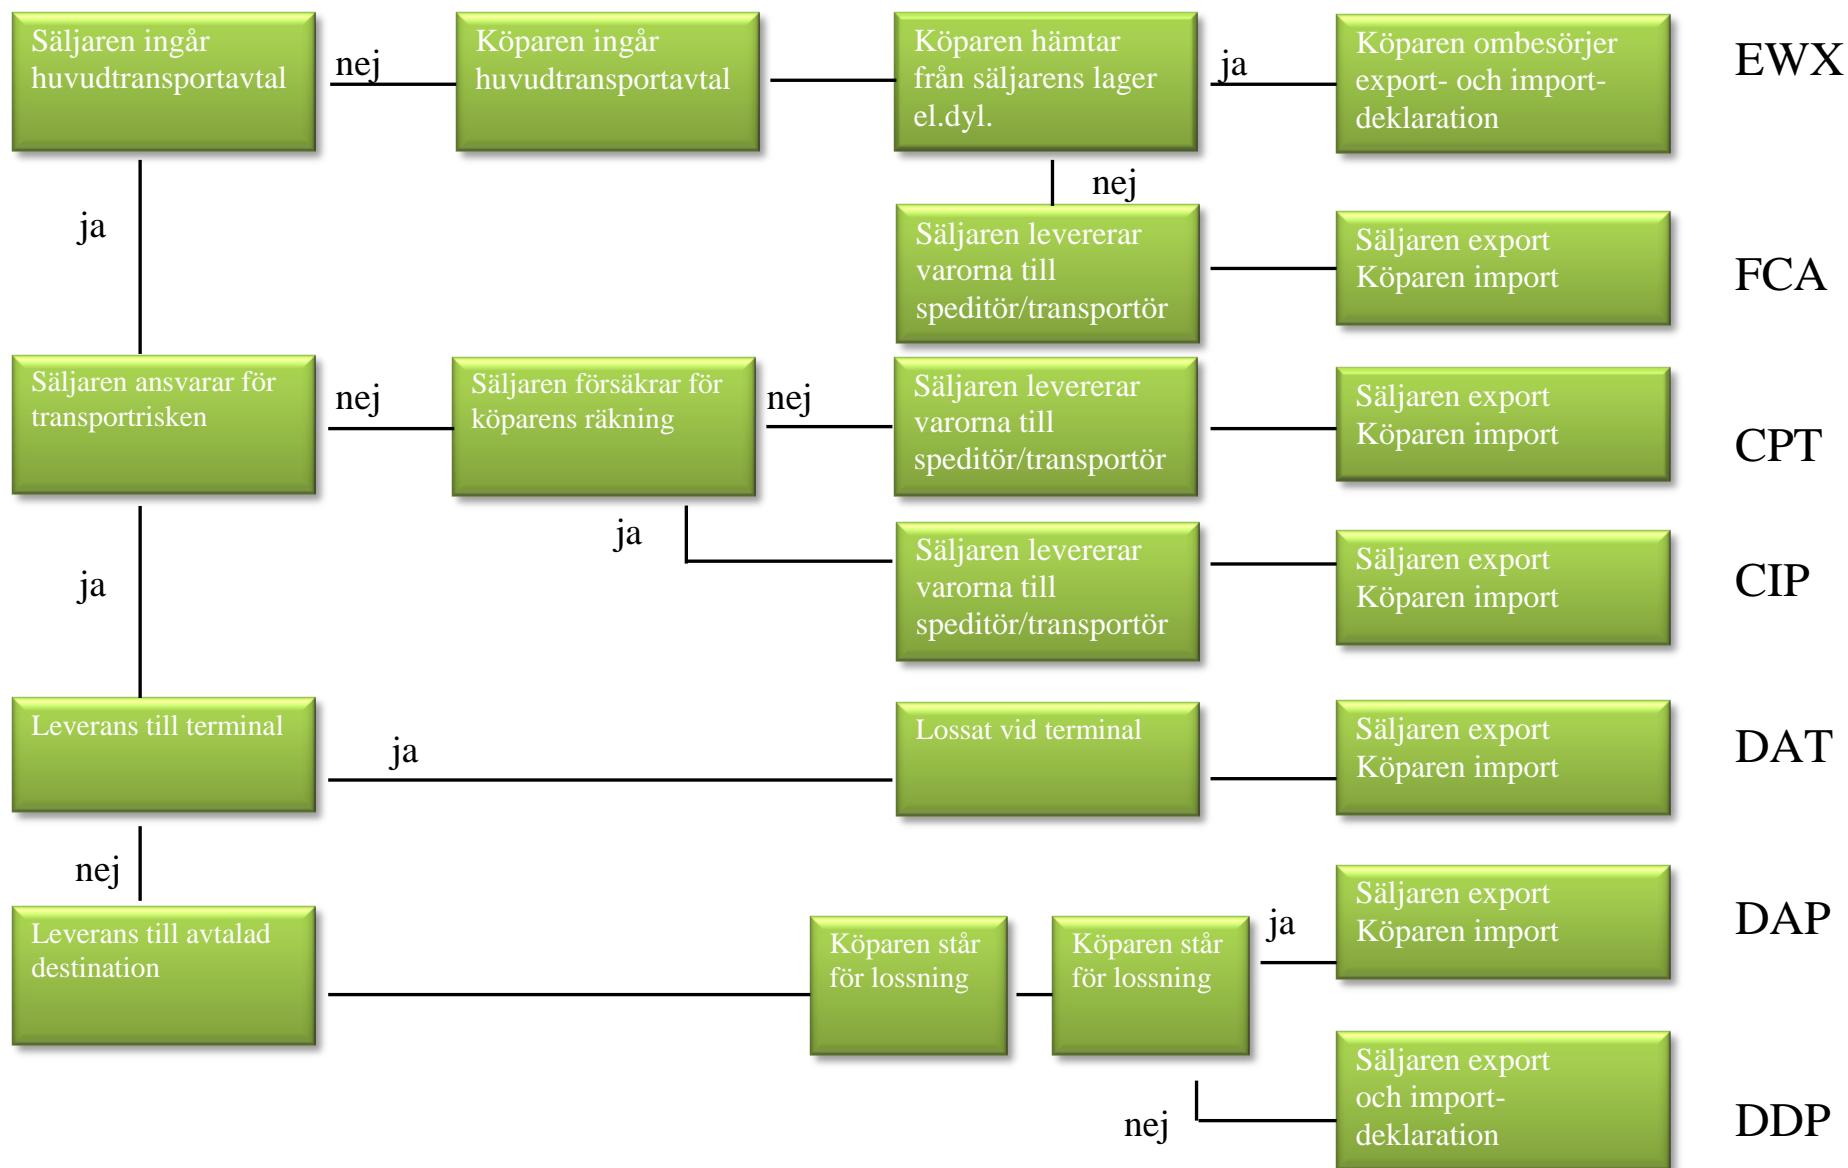 Säljaren ingår
huvudtransportavtal
nej
Köparen ingår
huvudtransportavtal
Köparen hämtar
från säljarens lager
el.dyl.
ja
Köparen ombesörjer
export- och import-
deklaration
EWX
nej
ja
Säljaren levererar
varorna till
speditör/transportör
Säljaren export
Köparen import
FCA
Säljaren ansvarar för
transportrisken
nej
Säljaren försäkrar för
köparens räkning
nej
Säljaren levererar
varorna till
speditör/transportör
Säljaren export
Köparen import
CPT
ja
ja
Säljaren levererar
varorna till
speditör/transportör
Säljaren export
Köparen import
CIP
Leverans till terminal
ja
Lossat vid terminal
Säljaren export
Köparen import
DAT
nej
Leverans till avtalad
destination
Köparen står
för lossning
Köparen står
för lossning
ja
Säljaren export
Köparen import
DAP
nej
Säljaren export
och import-
deklaration
DDP